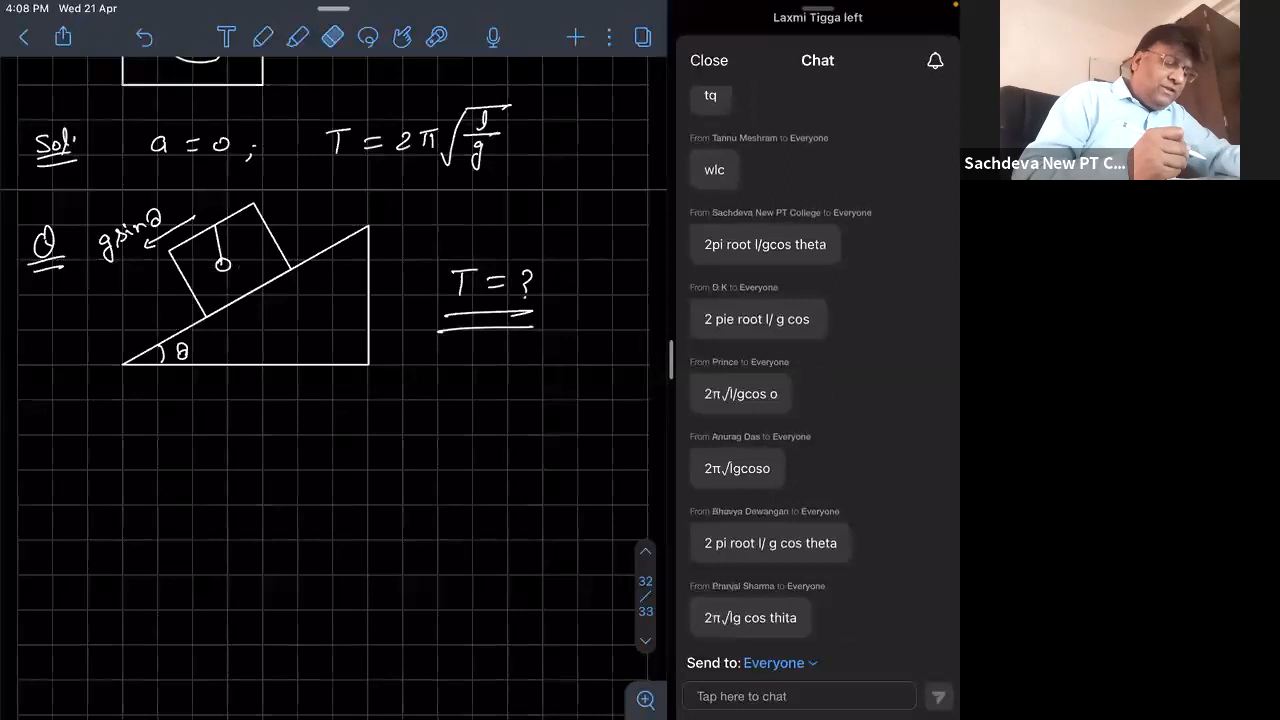 4:08 PM Wed 21 Apr
Sol:
a = 0 ;
T = 2π√(l/g)
Q
g sinθ
θ
T = ?
32
33
Laxmi Tigga left
Close
Chat
tq
From Tannu Meshram to Everyone
wlc
From Sachdeva New PT College to Everyone
2pi root l/gcos theta
From G K to Everyone
2 pie root l/ g cos
From Prince to Everyone
2π√l/gcos o
From Anurag Das to Everyone
2π√lgcoso
From Bhavya Dewangan to Everyone
2 pi root l/ g cos theta
From Pranjal Sharma to Everyone
2π√lg cos thita
Send to: Everyone
Tap here to chat
Sachdeva New PT C...